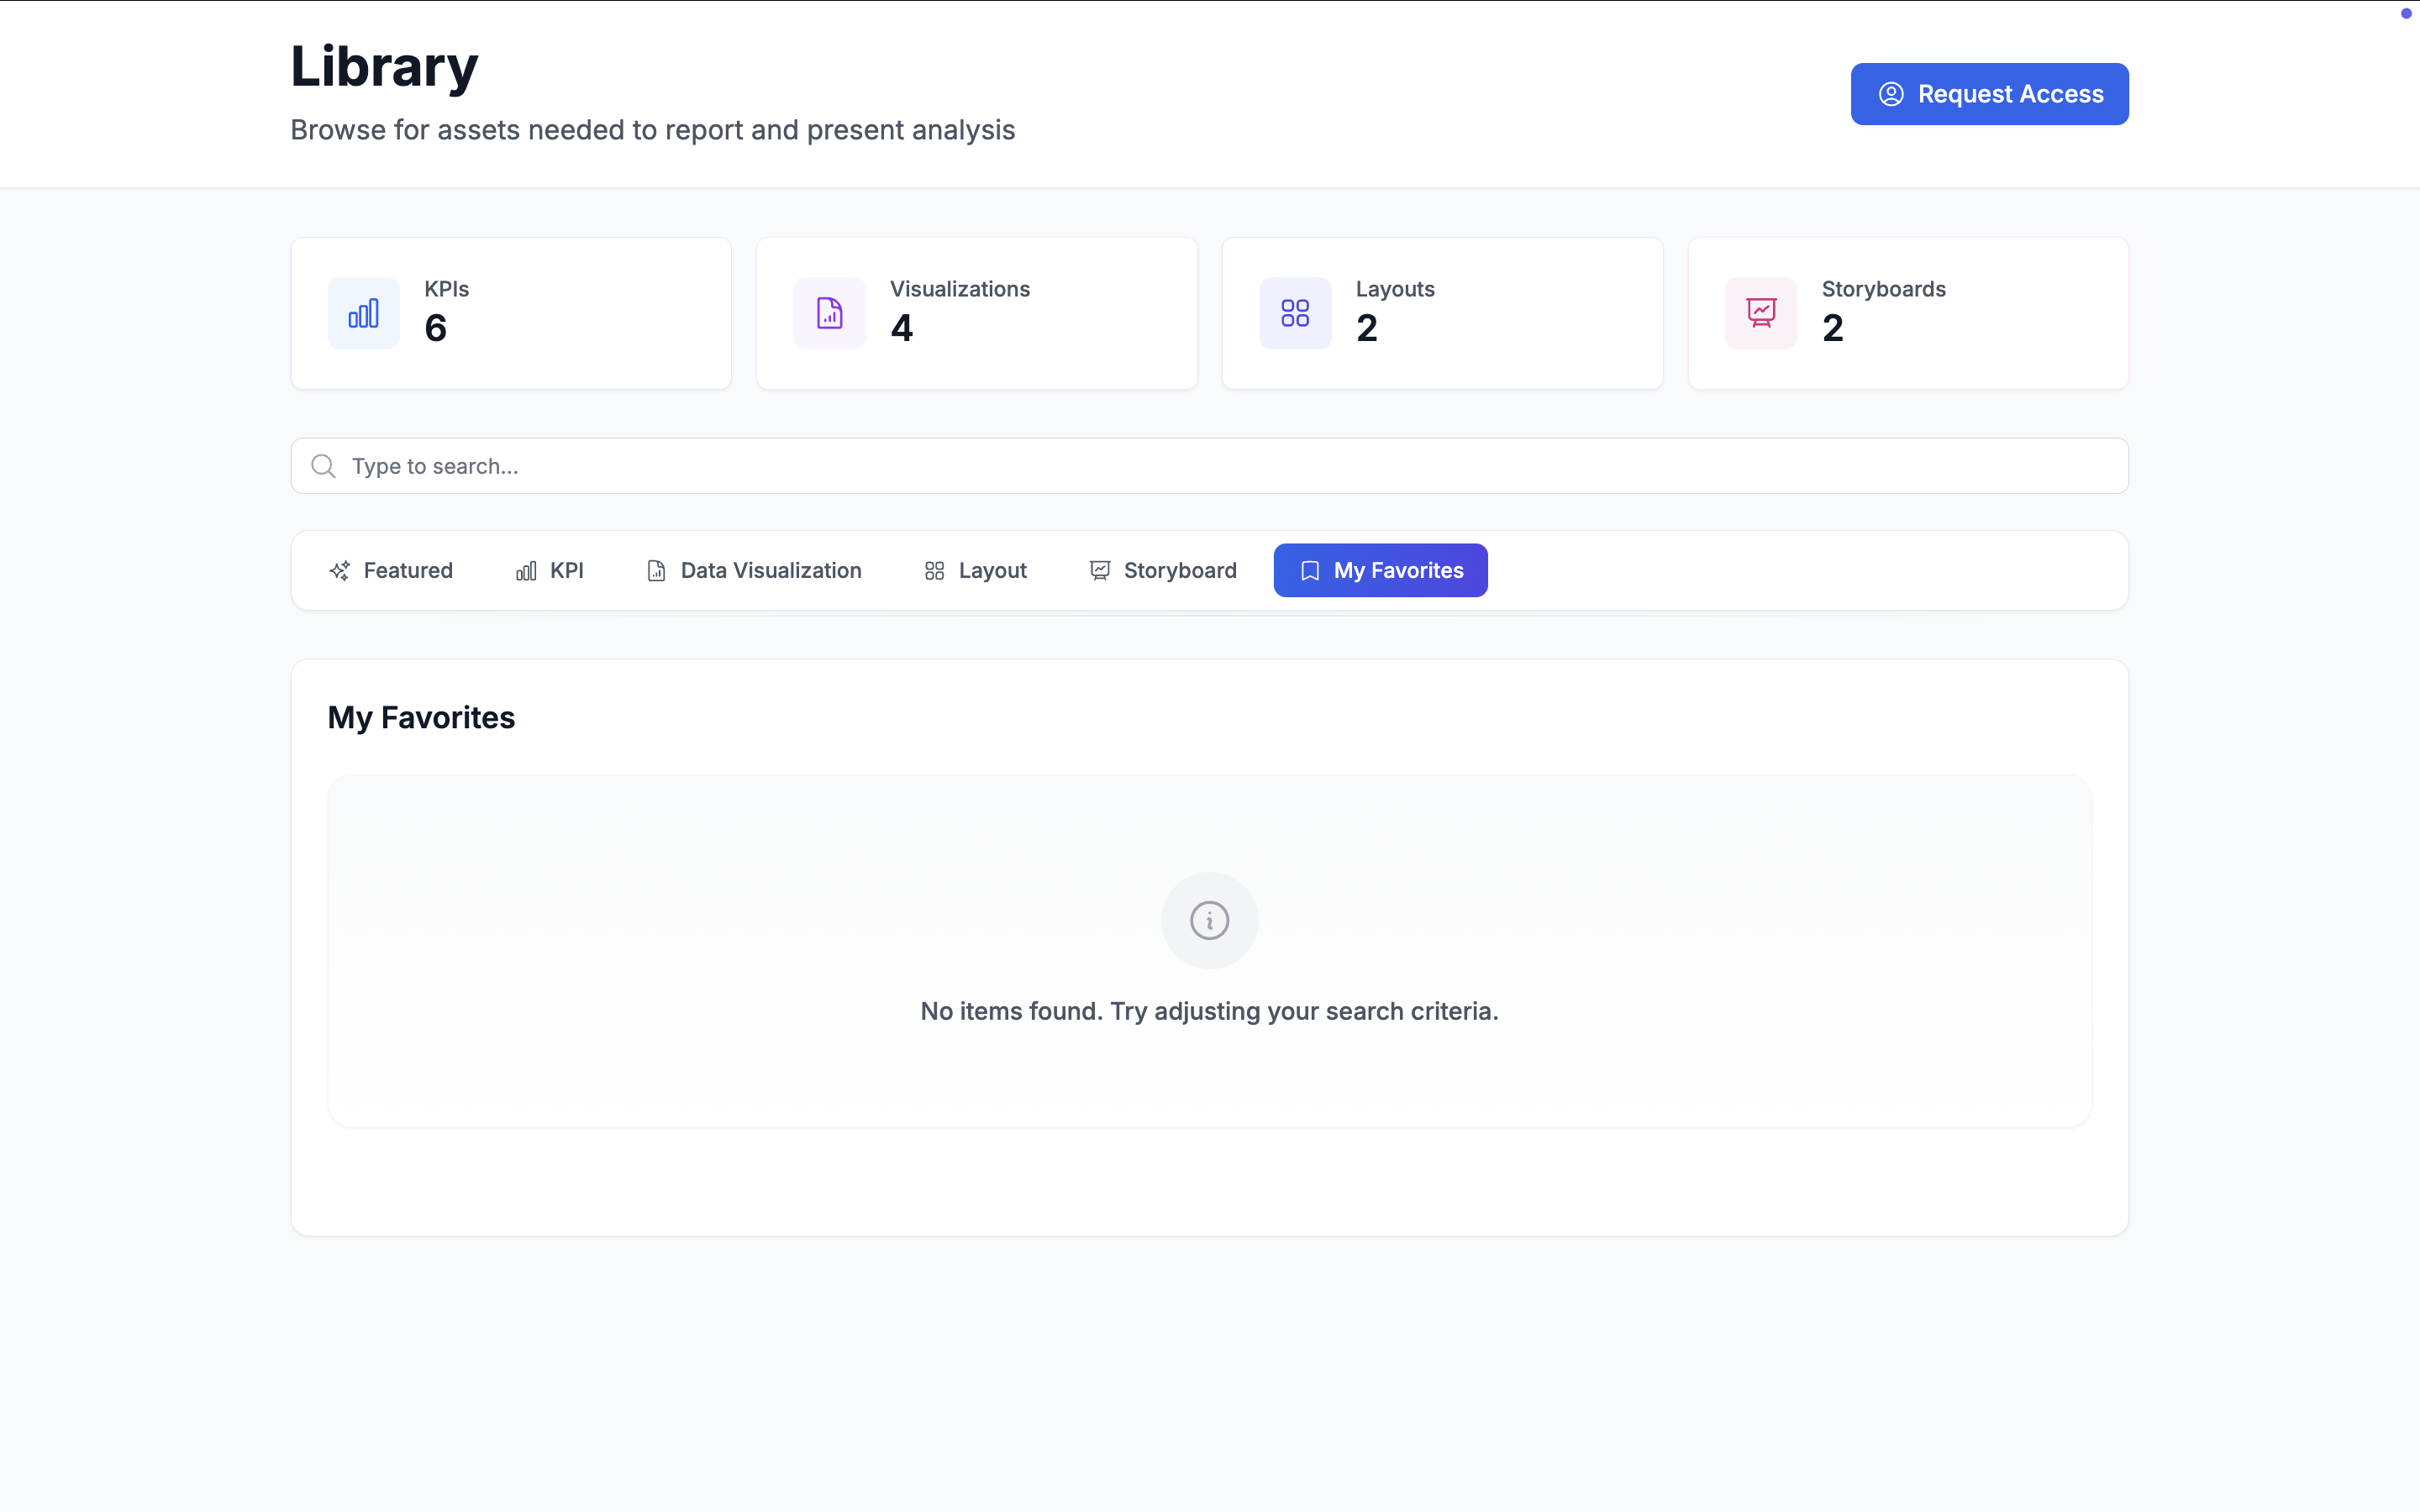 Library
Browse for assets needed to report and present analysis
Request Access
KPIs
6
Visualizations
4
Layouts
2
Storyboards
2
Type to search...
Featured
KPI
Data Visualization
Layout
Storyboard
My Favorites
My Favorites
No items found. Try adjusting your search criteria.